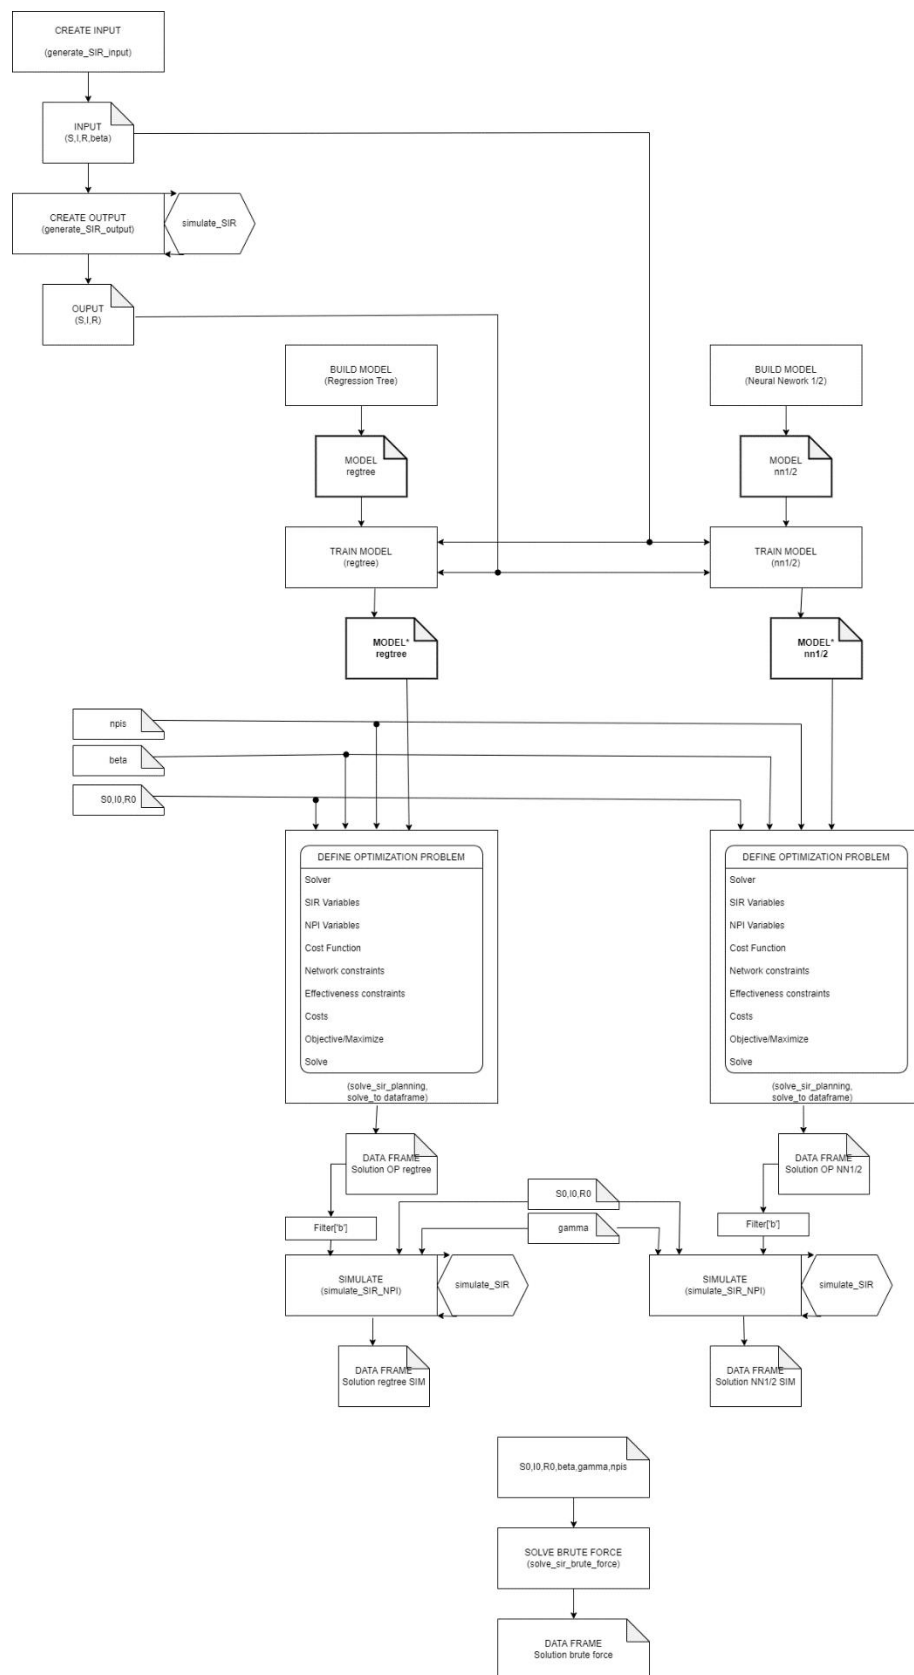 CREATE INPUT
(generate_SIR_input)
INPUT
(S,I,R,beta)
CREATE OUTPUT
(generate_SIR_output)
simulate_SIR
OUPUT
(S,I,R)
BUILD MODEL
(Regression Tree)
BUILD MODEL
(Neural Nework 1/2)
MODEL
regtree
MODEL
nn1/2
TRAIN MODEL
(regtree)
TRAIN MODEL
(nn1/2)
MODEL*
regtree
MODEL*
nn1/2
npis
beta
S0,I0,R0
DEFINE OPTIMIZATION PROBLEM
Solver
SIR Variables
NPI Variables
Cost Function
Network constraints
Effectiveness constraints
Costs
Objective/Maximize
Solve
(solve_sir_planning,
solve_to dataframe)
DEFINE OPTIMIZATION PROBLEM
Solver
SIR Variables
NPI Variables
Cost Function
Network constraints
Effectiveness constraints
Costs
Objective/Maximize
Solve
(solve_sir_planning,
solve_to dataframe)
DATA FRAME
Solution OP regtree
DATA FRAME
Solution OP NN1/2
S0,I0,R0
Filter['b']
gamma
Filter['b']
SIMULATE
(simulate_SIR_NPI)
simulate_SIR
SIMULATE
(simulate_SIR_NPI)
simulate_SIR
DATA FRAME
Solution regtree SIM
DATA FRAME
Solution NN1/2 SIM
S0,I0,R0,beta,gamma,npis
SOLVE BRUTE FORCE
(solve_sir_brute_force)
DATA FRAME
Solution brute force